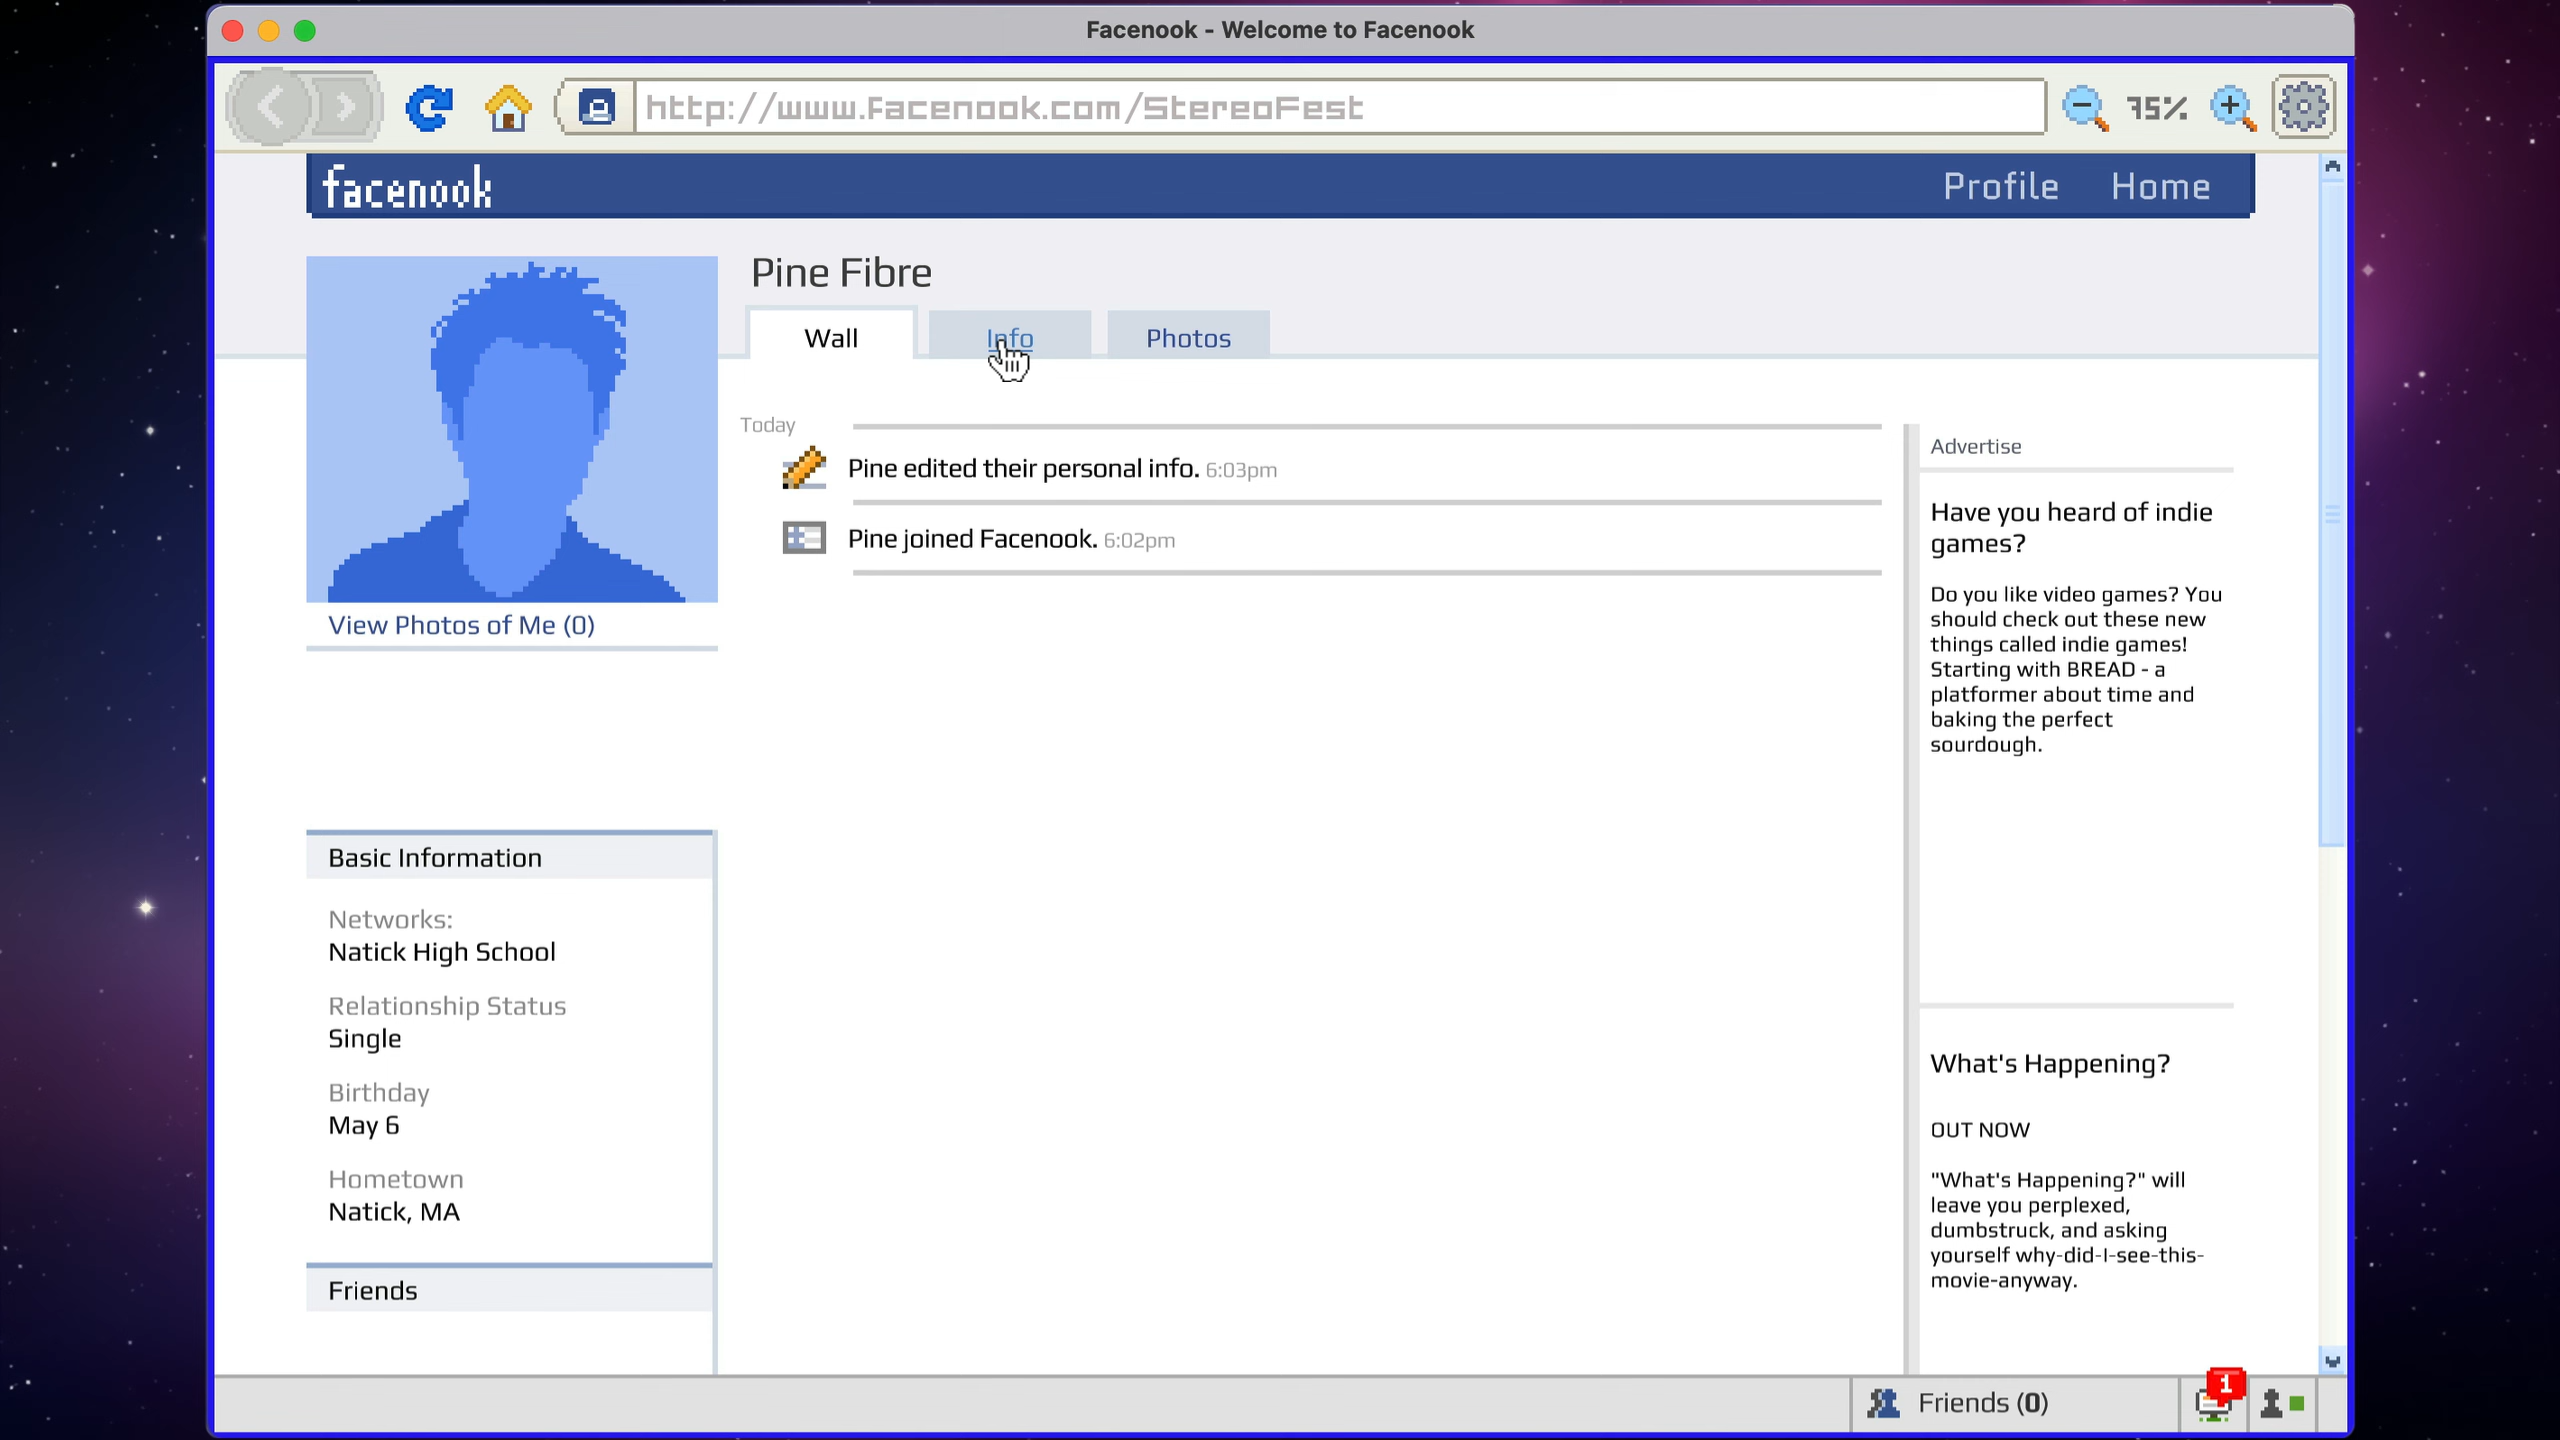 Facenook - Welcome to Facenook
http://www.Facenook.com/StereoFest
75%
facenook
Profile
Home
Pine Fibre
Wall
Info
Photos
Today
Pine edited their personal info. 6:03pm
Pine joined Facenook. 6:02pm
View Photos of Me (0)
Basic Information
Networks:
Natick High School
Relationship Status
Single
Birthday
May 6
Hometown
Natick, MA
Friends
Advertise
Have you heard of indie
games?
Do you like video games? You
should check out these new
things called indie games!
Starting with BREAD - a
platformer about time and
baking the perfect
sourdough.
What's Happening?
OUT NOW
"What's Happening?" will
leave you perplexed,
dumbstruck, and asking
yourself why-did-I-see-this-
movie-anyway.
Friends (0)
1